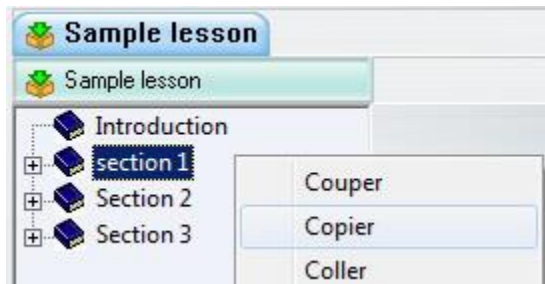 Sample lesson
Sample lesson
Introduction
section 1
Section 2
Section 3
Couper
Copier
Coller